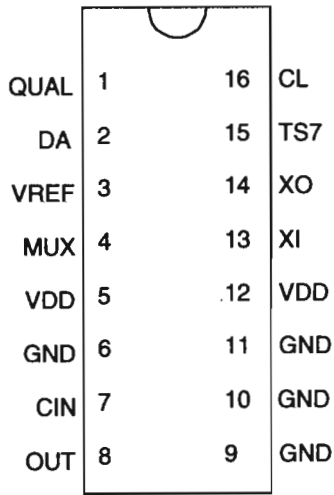 QUAL 1 16 CL
DA 2 15 TS7
VREF 3 14 XO
MUX 4 13 XI
VDD 5 12 VDD
GND 6 11 GND
CIN 7 10 GND
OUT 8 9 GND